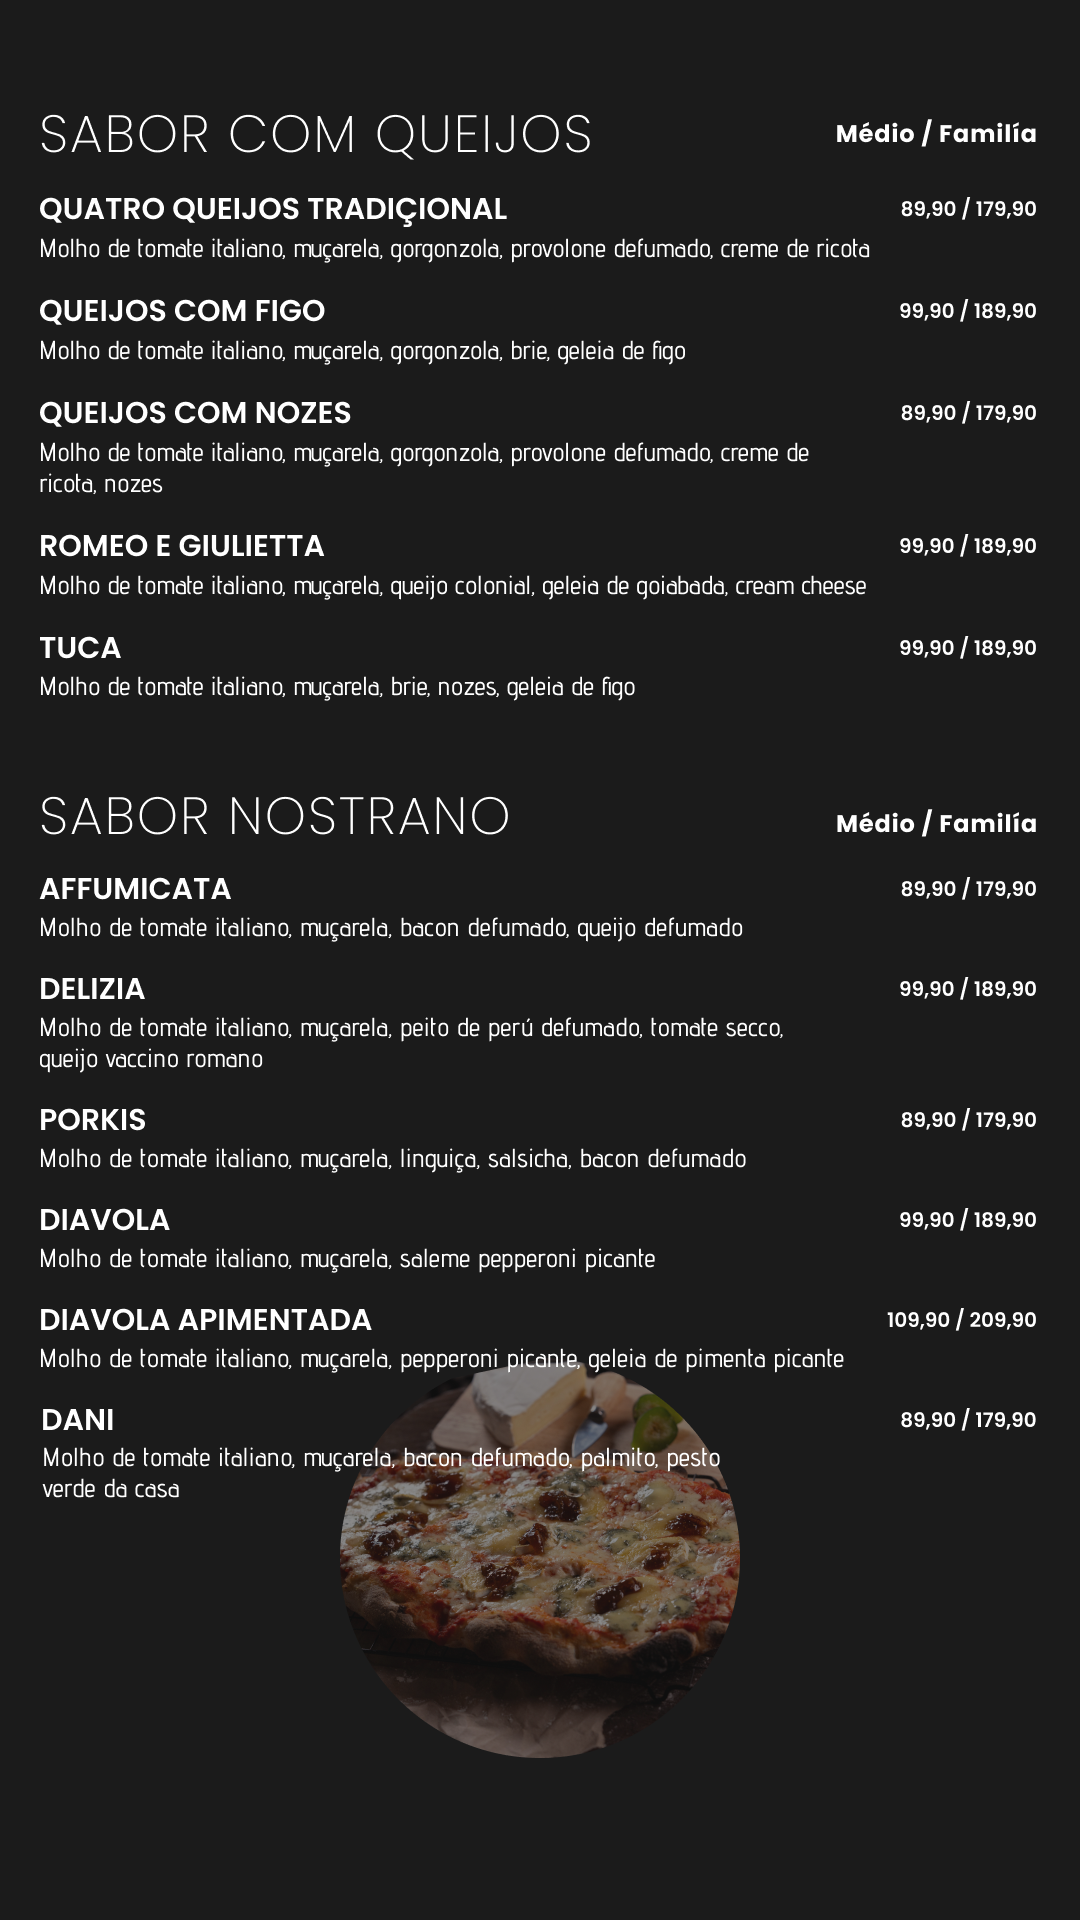 SABOR COM QUEIJOS
Médio / Familía
QUATRO QUEIJOS TRADIÇIONAL
89,90 / 179,90
Molho de tomate italiano, muçarela, gorgonzola, provolone defumado, creme de ricota
QUEIJOS COM FIGO
99,90 / 189,90
Molho de tomate italiano, muçarela, gorgonzola, brie, geleia de figo
QUEIJOS COM NOZES
89,90 / 179,90
Molho de tomate italiano, muçarela, gorgonzola, provolone defumado, creme de
ricota, nozes
ROMEO E GIULIETTA
99,90 / 189,90
Molho de tomate italiano, muçarela, queijo colonial, geleia de goiabada, cream cheese
TUCA
99,90 / 189,90
Molho de tomate italiano, muçarela, brie, nozes, geleia de figo
SABOR NOSTRANO
Médio / Familía
AFFUMICATA
89,90 / 179,90
Molho de tomate italiano, muçarela, bacon defumado, queijo defumado
DELIZIA
99,90 / 189,90
Molho de tomate italiano, muçarela, peito de perú defumado, tomate secco,
queijo vaccino romano
PORKIS
89,90 / 179,90
Molho de tomate italiano, muçarela, linguiça, salsicha, bacon defumado
DIAVOLA
99,90 / 189,90
Molho de tomate italiano, muçarela, saleme pepperoni picante
DIAVOLA APIMENTADA
109,90 / 209,90
Molho de tomate italiano, muçarela, pepperoni picante, geleia de pimenta picante
DANI
89,90 / 179,90
Molho de tomate italiano, muçarela, bacon defumado, palmito, pesto
verde da casa